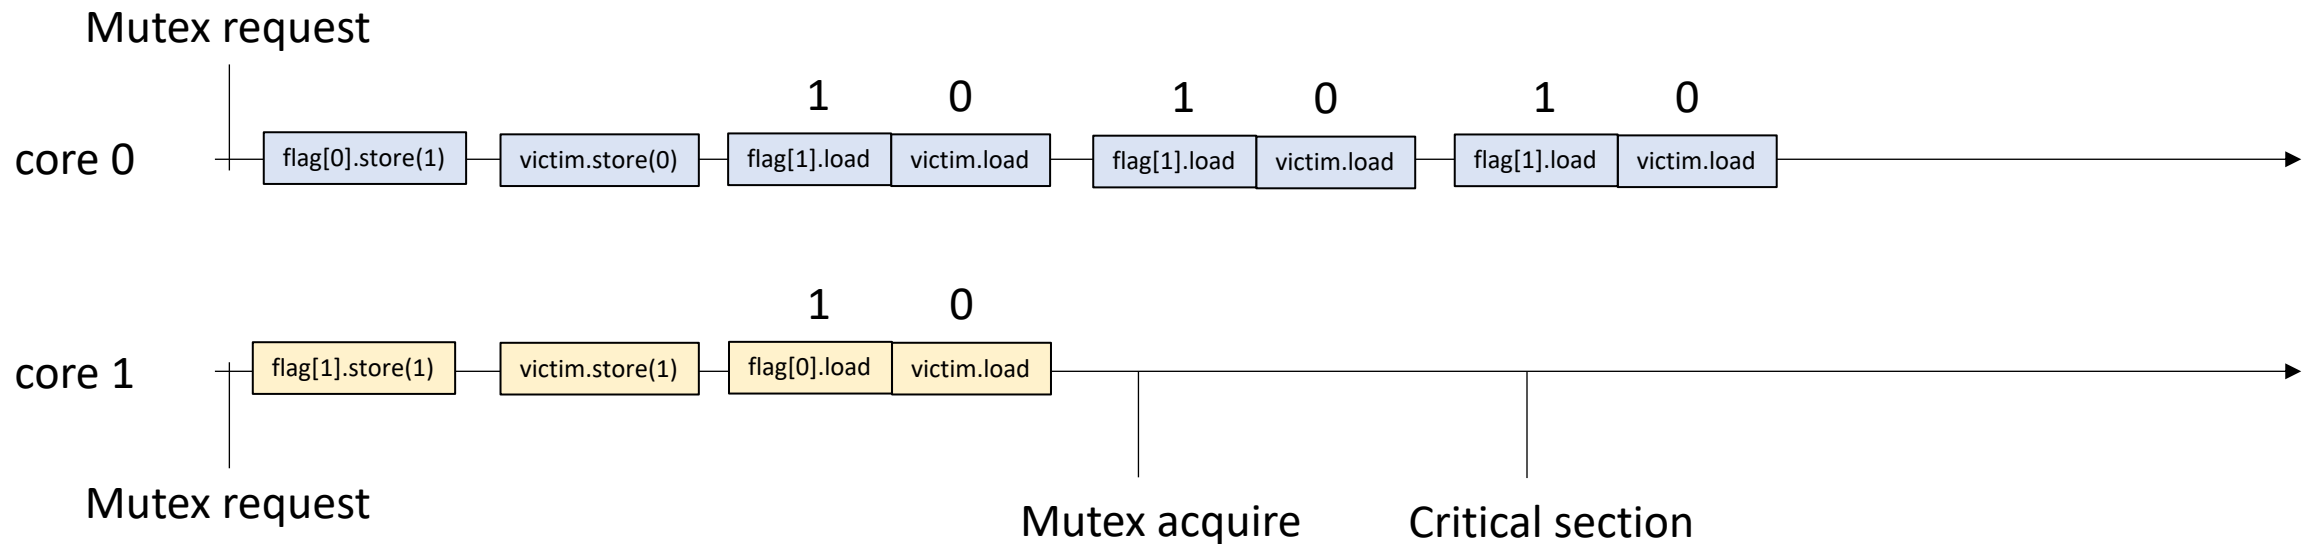 Mutex request
1 0 1 0 1 0
core 0 flag[0].store(1) victim.store(0) flag[1].load victim.load flag[1].load victim.load flag[1].load victim.load
1 0
core 1 flag[1].store(1) victim.store(1) flag[0].load victim.load
Mutex request
Mutex acquire Critical section